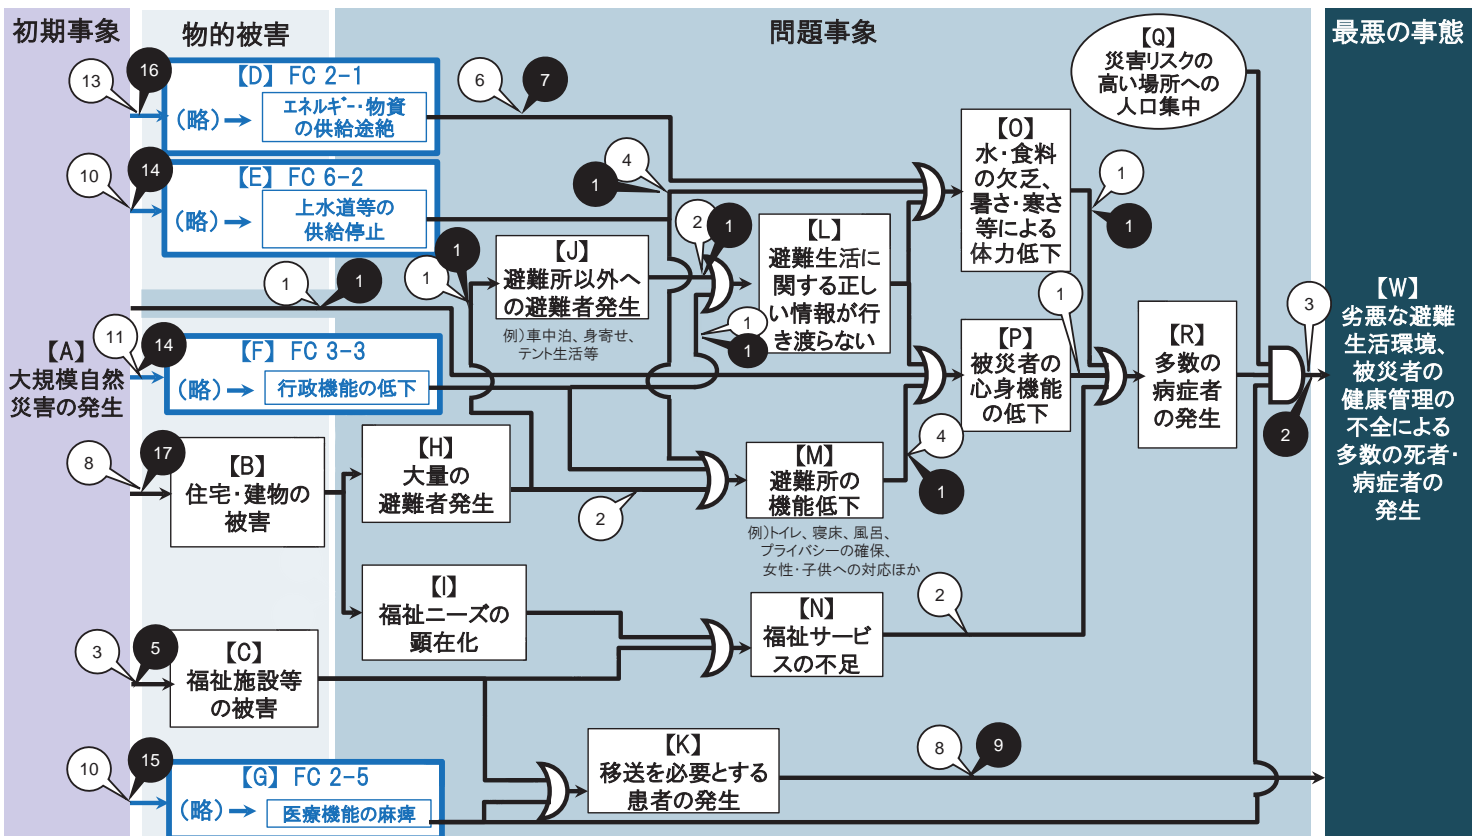 初期事象
物的被害
問題事象
最悪の事態
13
16
【D】 FC 2-1
(略)
エネルギー・物資
の供給途絶
6
7
【Q】
災害リスクの
高い場所への
人口集中
10
14
【E】 FC 6-2
(略)
上水道等の
供給停止
4
1
【O】
水・食料
の欠乏、
暑さ・寒さ
等による
体力低下
1
1
1
1
【J】
避難所以外へ
の避難者発生
例）車中泊、身寄せ、
テント生活等
2
1
【L】
避難生活に
関する正し
い情報が行
き渡らない
1
1
1
1
【A】
大規模自然
災害の発生
11
14
【F】 FC 3-3
(略)
行政機能の低下
【P】
被災者の
心身機能
の低下
1
【R】
多数の
病症者
の発生
3
2
【W】
劣悪な避難
生活環境、
被災者の
健康管理の
不全による
多数の死者・
病症者の
発生
8
17
【B】
住宅・建物の
被害
【H】
大量の
避難者発生
2
【M】
避難所の
機能低下
例）トイレ、寝床、風呂、
プライバシーの確保、
女性・子供への対応ほか
4
1
【I】
福祉ニーズの
顕在化
【N】
福祉サービ
スの不足
2
3
5
【C】
福祉施設等
の被害
【K】
移送を必要とする
患者の発生
8
9
10
15
【G】 FC 2-5
(略)
医療機能の麻痺